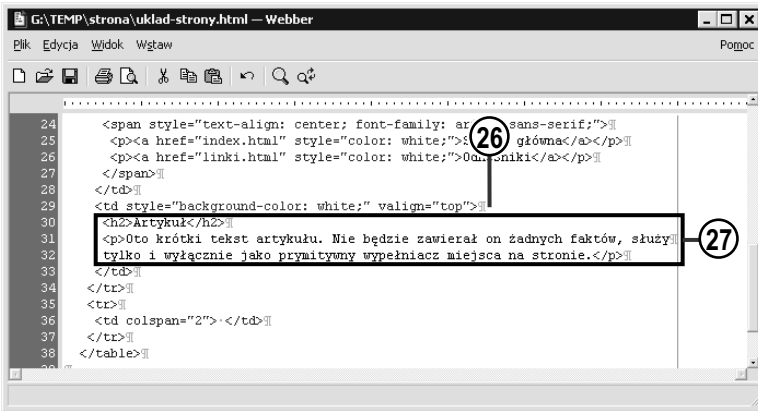 G:\TEMP\strona\uklad-strony.html — Webber
Plik Edycja Widok Wstaw Pomoc
24 <span style="text-align: center; font-family: ar sans-serif;">¶
25 <p><a href="index.html" style="color: white;">S główna</a></p>¶
26 <p><a href="linki.html" style="color: white;">Odnośniki</a></p>¶
27 </span>¶
28 </td>¶
29 <td style="background-color: white;" valign="top">¶
26
30 <h2>Artykuł</h2>¶
31 <p>Oto krótki tekst artykułu. Nie będzie zawierał on żadnych faktów, służy¶
27
32 tylko i wyłącznie jako prymitywny wypełniacz miejsca na stronie.</p>¶
33 </td>¶
34 </tr>¶
35 <tr>¶
36 <td colspan="2">·</td>¶
37 </tr>¶
38 </table>¶